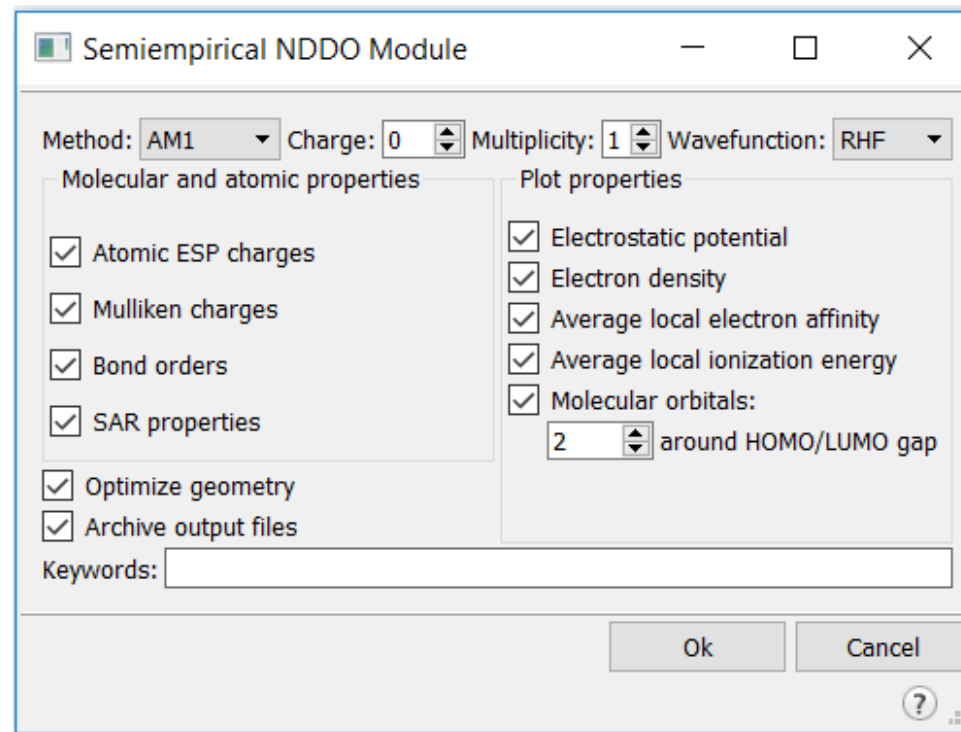 Semiempirical NDDO Module
Method: AM1 Charge: 0 Multiplicity: 1 Wavefunction: RHF
Molecular and atomic properties
Atomic ESP charges
Mulliken charges
Bond orders
SAR properties
Plot properties
Electrostatic potential
Electron density
Average local electron affinity
Average local ionization energy
Molecular orbitals:
2 around HOMO/LUMO gap
Optimize geometry
Archive output files
Keywords:
Ok Cancel
?